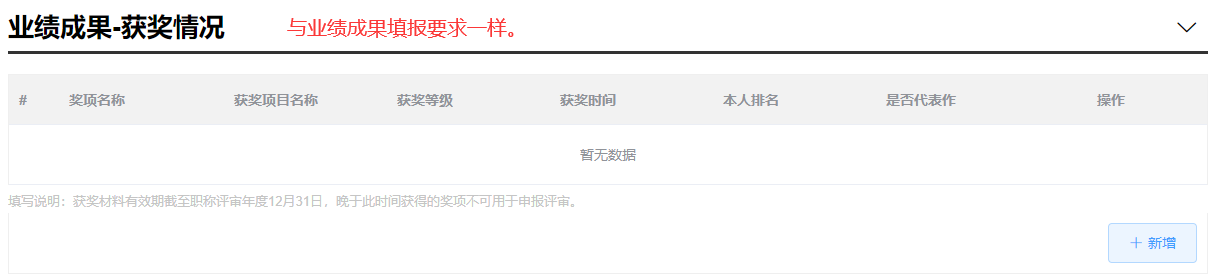 业绩成果-获奖情况 与业绩成果填报要求一样。
# 奖项名称 获奖项目名称 获奖等级 获奖时间 本人排名 是否代表作 操作
暂无数据
填写说明：获奖材料有效期截至职称评审年度12月31日，晚于此时间获得的奖项不可用于申报评审。
+ 新增